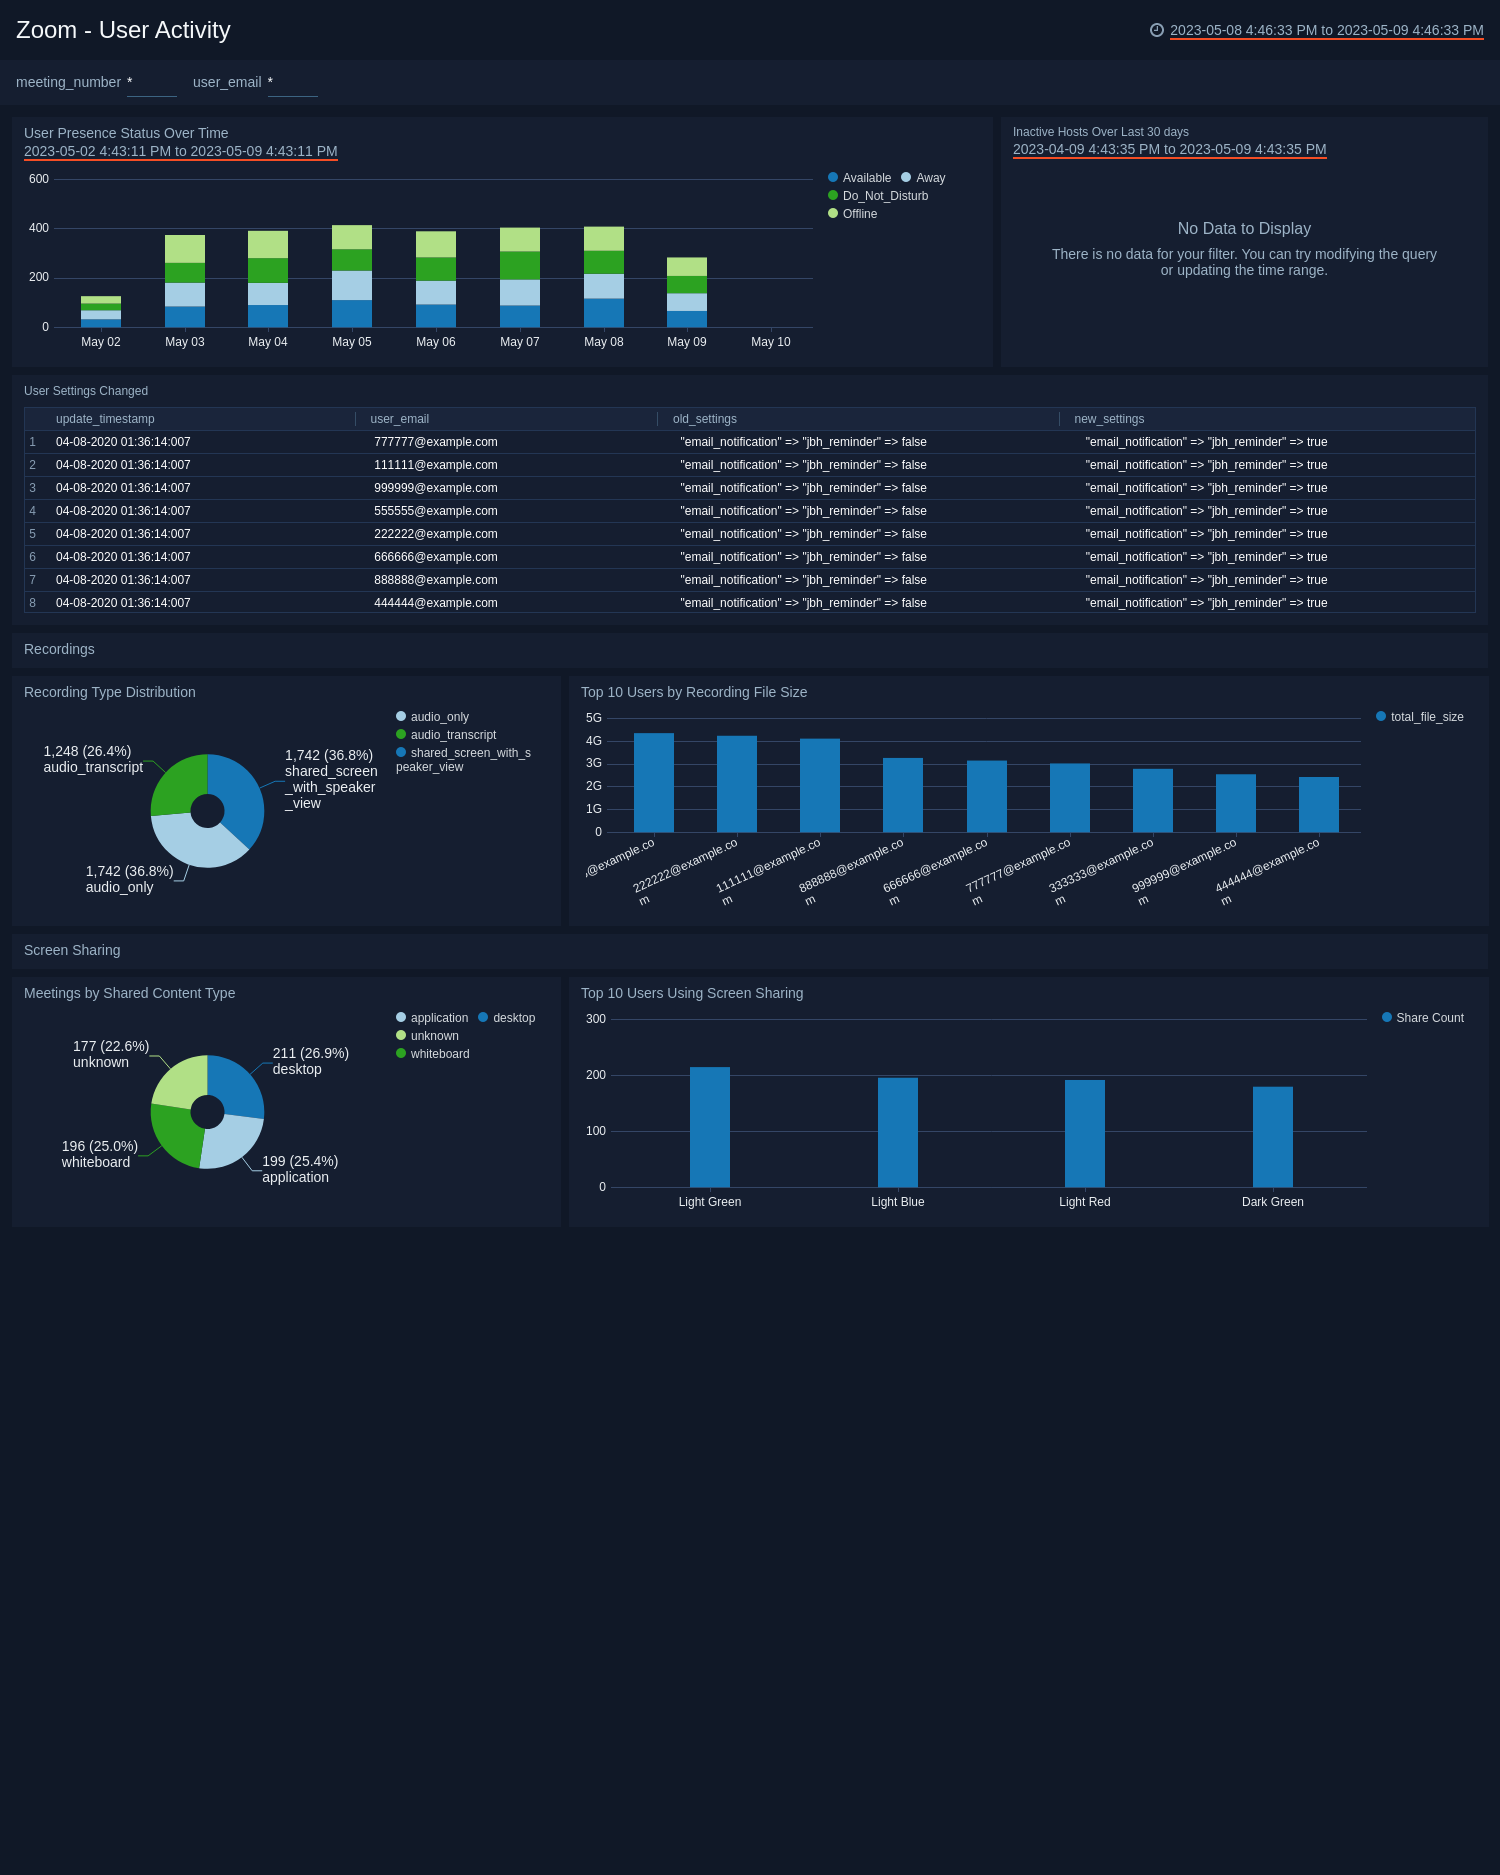 Zoom - User Activity
2023-05-08 4:46:33 PM to 2023-05-09 4:46:33 PM
meeting_number * user_email *
User Presence Status Over Time
2023-05-02 4:43:11 PM to 2023-05-09 4:43:11 PM
600
400
200
0
May 02 May 03 May 04 May 05 May 06 May 07 May 08 May 09 May 10
Available Away
Do_Not_Disturb
Offline
Inactive Hosts Over Last 30 days
2023-04-09 4:43:35 PM to 2023-05-09 4:43:35 PM
No Data to Display
There is no data for your filter. You can try modifying the query
or updating the time range.
User Settings Changed
update_timestamp user_email old_settings new_settings
1 04-08-2020 01:36:14:007 777777@example.com "email_notification" => "jbh_reminder" => false "email_notification" => "jbh_reminder" => true
2 04-08-2020 01:36:14:007 111111@example.com "email_notification" => "jbh_reminder" => false "email_notification" => "jbh_reminder" => true
3 04-08-2020 01:36:14:007 999999@example.com "email_notification" => "jbh_reminder" => false "email_notification" => "jbh_reminder" => true
4 04-08-2020 01:36:14:007 555555@example.com "email_notification" => "jbh_reminder" => false "email_notification" => "jbh_reminder" => true
5 04-08-2020 01:36:14:007 222222@example.com "email_notification" => "jbh_reminder" => false "email_notification" => "jbh_reminder" => true
6 04-08-2020 01:36:14:007 666666@example.com "email_notification" => "jbh_reminder" => false "email_notification" => "jbh_reminder" => true
7 04-08-2020 01:36:14:007 888888@example.com "email_notification" => "jbh_reminder" => false "email_notification" => "jbh_reminder" => true
8 04-08-2020 01:36:14:007 444444@example.com "email_notification" => "jbh_reminder" => false "email_notification" => "jbh_reminder" => true
Recordings
Recording Type Distribution
1,248 (26.4%)
audio_transcript
1,742 (36.8%)
shared_screen
_with_speaker
_view
1,742 (36.8%)
audio_only
audio_only
audio_transcript
shared_screen_with_s
peaker_view
Top 10 Users by Recording File Size
5G
4G
3G
2G
1G
0
@example.co
222222@example.co
m
111111@example.co
m
888888@example.co
m
666666@example.co
m
777777@example.co
m
333333@example.co
m
999999@example.co
m
444444@example.co
m
total_file_size
Screen Sharing
Meetings by Shared Content Type
177 (22.6%)
unknown
211 (26.9%)
desktop
196 (25.0%)
whiteboard
199 (25.4%)
application
application desktop
unknown
whiteboard
Top 10 Users Using Screen Sharing
300
200
100
0
Light Green Light Blue Light Red Dark Green
Share Count